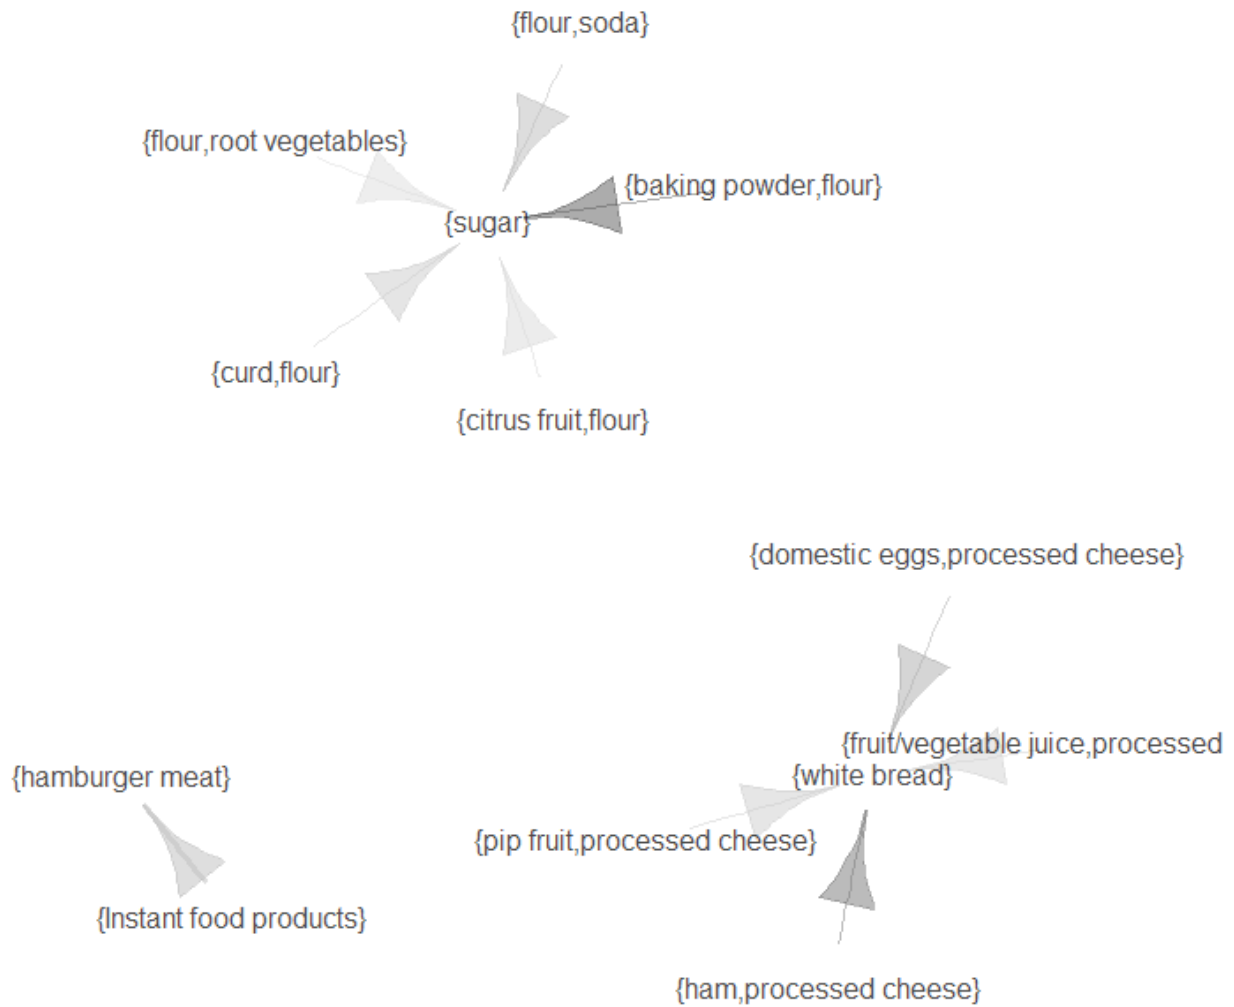 {flour,soda}
{flour,root vegetables}
{baking powder,flour}
{sugar}
{curd,flour}
{citrus fruit,flour}
{domestic eggs,processed cheese}
{fruit/vegetable juice,processed
{hamburger meat}
{white bread}
{pip fruit,processed cheese}
{Instant food products}
{ham,processed cheese}